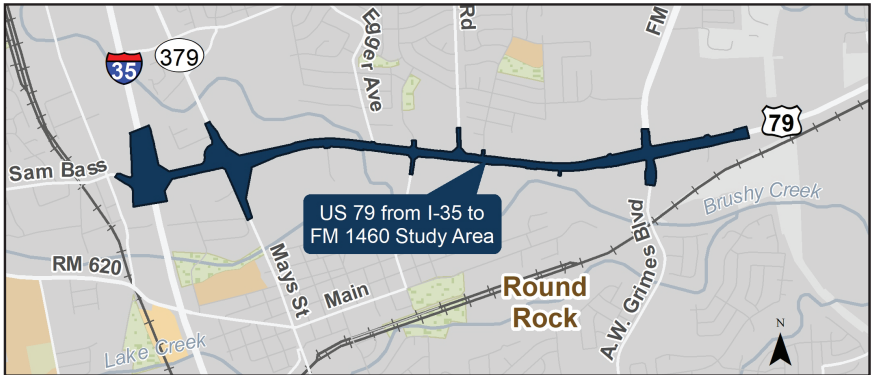 Egger Ave
Rd
FM
35
379
79
Sam Bass
US 79 from I-35 to
FM 1460 Study Area
Brushy Creek
RM 620
Mays St
Main
Round
Rock
A.W. Grimes Blvd
Lake Creek
N